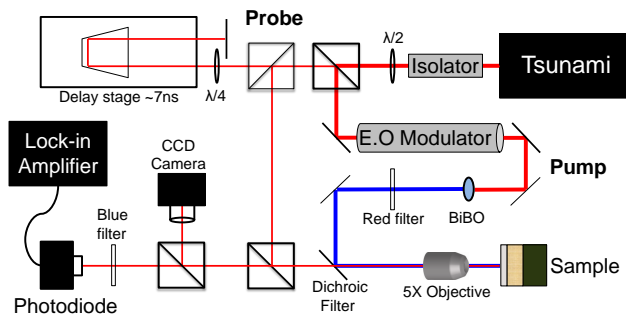 Probe
λ/2
Isolator
Tsunami
Delay stage ~7ns
λ/4
E.O Modulator
Lock-in
Amplifier
CCD
Camera
Pump
Blue
filter
Red filter
BiBO
Photodiode
Dichroic
Filter
5X Objective
Sample